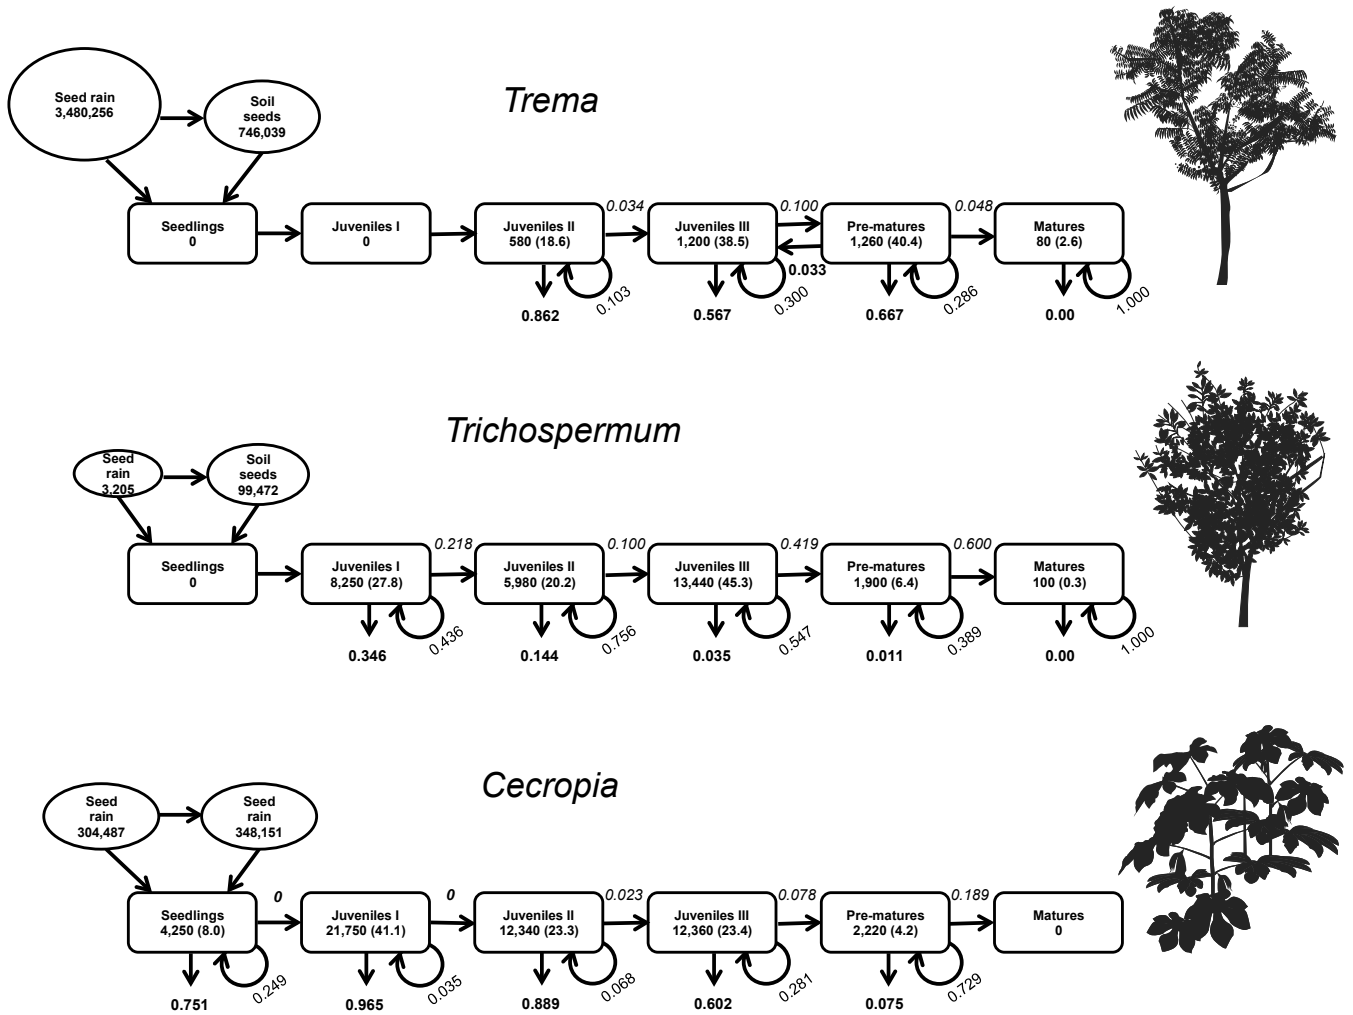 Trema
Seed rain
3,480,256
Soil
seeds
746,039
Seedlings
0
Juveniles I
0
Juveniles II
580 (18.6)
0.034
Juveniles III
1,200 (38.5)
0.100
Pre-matures
1,260 (40.4)
0.048
Matures
80 (2.6)
0.033
0.862
0.103
0.567
0.300
0.667
0.286
0.00
1.000
Trichospermum
Seed
rain
3,205
Soil
seeds
99,472
Seedlings
0
Juveniles I
8,250 (27.8)
0.218
Juveniles II
5,980 (20.2)
0.100
Juveniles III
13,440 (45.3)
0.419
Pre-matures
1,900 (6.4)
0.600
Matures
100 (0.3)
0.346
0.436
0.144
0.756
0.035
0.547
0.011
0.389
0.00
1.000
Cecropia
Seed
rain
304,487
Seed
rain
348,151
Seedlings
4,250 (8.0)
0
Juveniles I
21,750 (41.1)
0
Juveniles II
12,340 (23.3)
0.023
Juveniles III
12,360 (23.4)
0.078
Pre-matures
2,220 (4.2)
0.189
Matures
0
0.751
0.249
0.965
0.035
0.889
0.068
0.602
0.281
0.075
0.729